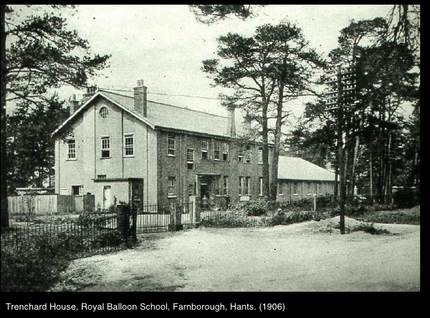 Trenchard House, Royal Balloon School, Farnborough, Hants. (1906)